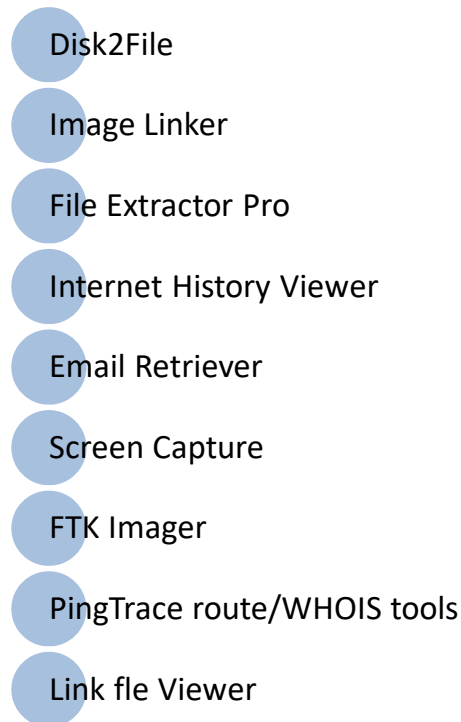 Disk2File
Image Linker
File Extractor Pro
Internet History Viewer
Email Retriever
Screen Capture
FTK Imager
PingTrace route/WHOIS tools
Link fle Viewer